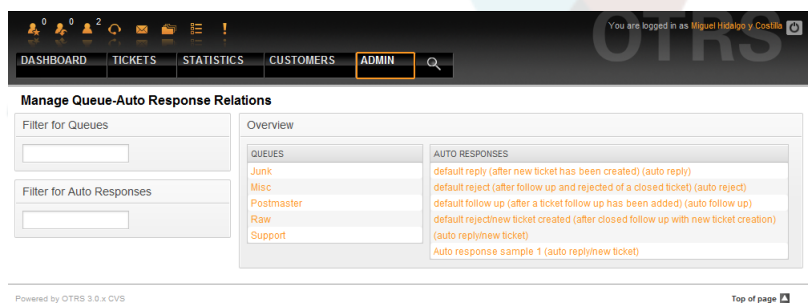 0 0 2
You are logged in as Miguel Hidalgo y Costilla
OTRS
DASHBOARD TICKETS STATISTICS CUSTOMERS ADMIN
Manage Queue-Auto Response Relations
Filter for Queues
Filter for Auto Responses
Overview
QUEUES
Junk
Misc
Postmaster
Raw
Support
AUTO RESPONSES
default reply (after new ticket has been created) (auto reply)
default reject (after follow up and rejected of a closed ticket) (auto reject)
default follow up (after a ticket follow up has been added) (auto follow up)
default reject/new ticket created (after closed follow up with new ticket creation)
(auto reply/new ticket)
Auto response sample 1 (auto reply/new ticket)
Powered by OTRS 3.0.x CVS
Top of page